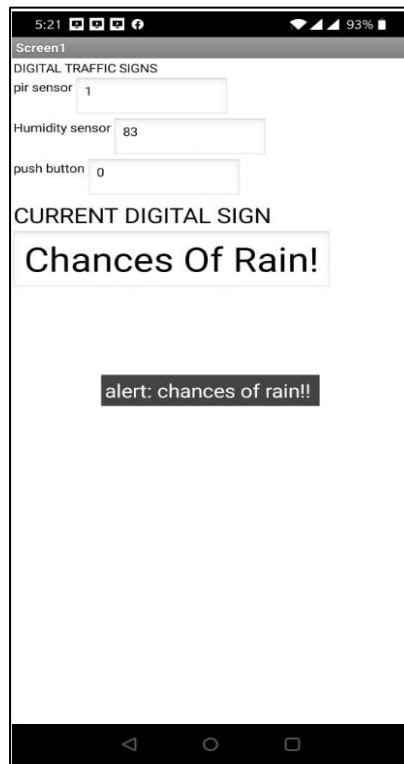 5:21 93%
Screen1
DIGITAL TRAFFIC SIGNS
pir sensor 1
Humidity sensor 83
push button 0
CURRENT DIGITAL SIGN
Chances Of Rain!
alert: chances of rain!!